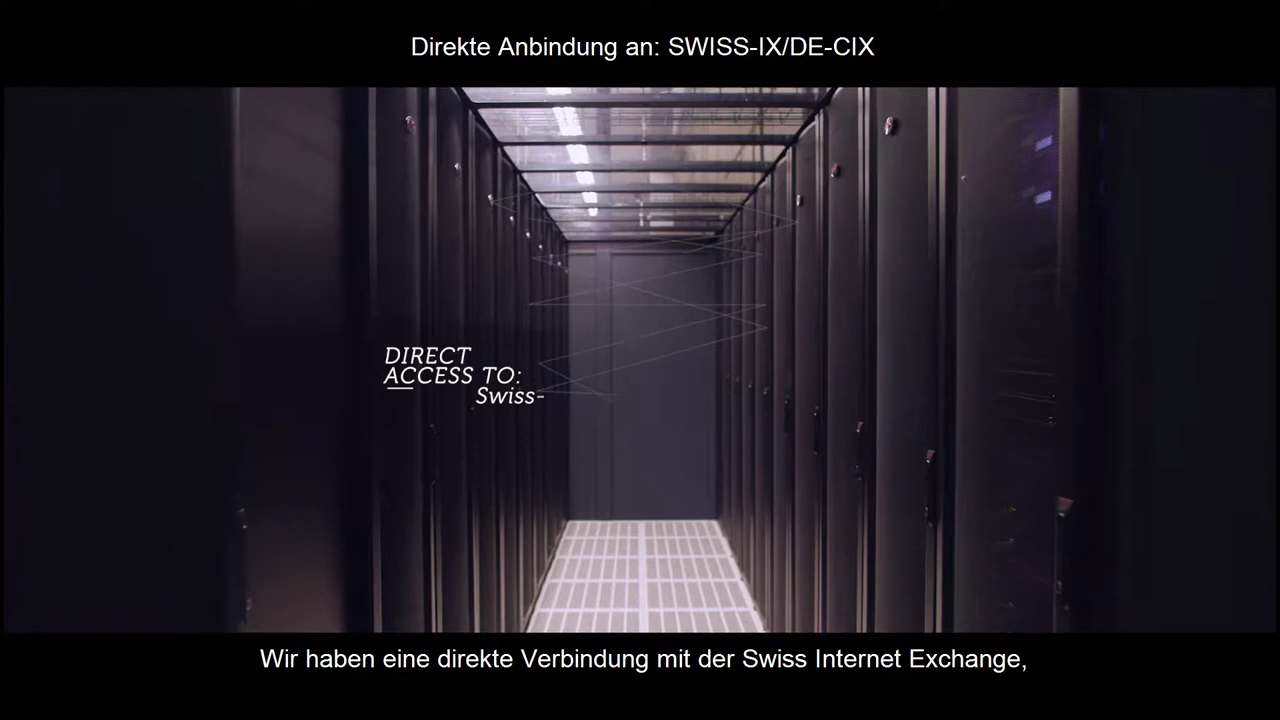 Direkte Anbindung an: SWISS-IX/DE-CIX
DIRECT
ACCESS TO:
Swiss-
Wir haben eine direkte Verbindung mit der Swiss Internet Exchange,